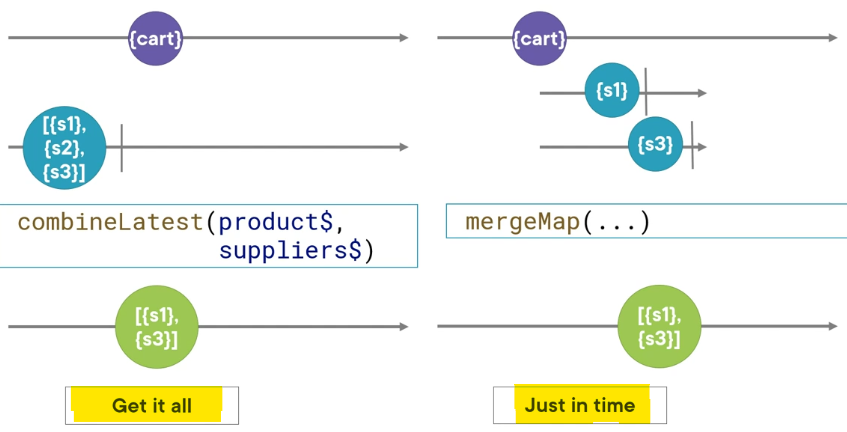 {cart}
[{s1},
{s2},
{s3}]
combineLatest(product$,
suppliers$)
[{s1},
{s3}]
Get it all
{cart}
{s1}
{s3}
mergeMap(...)
[{s1},
{s3}]
Just in time